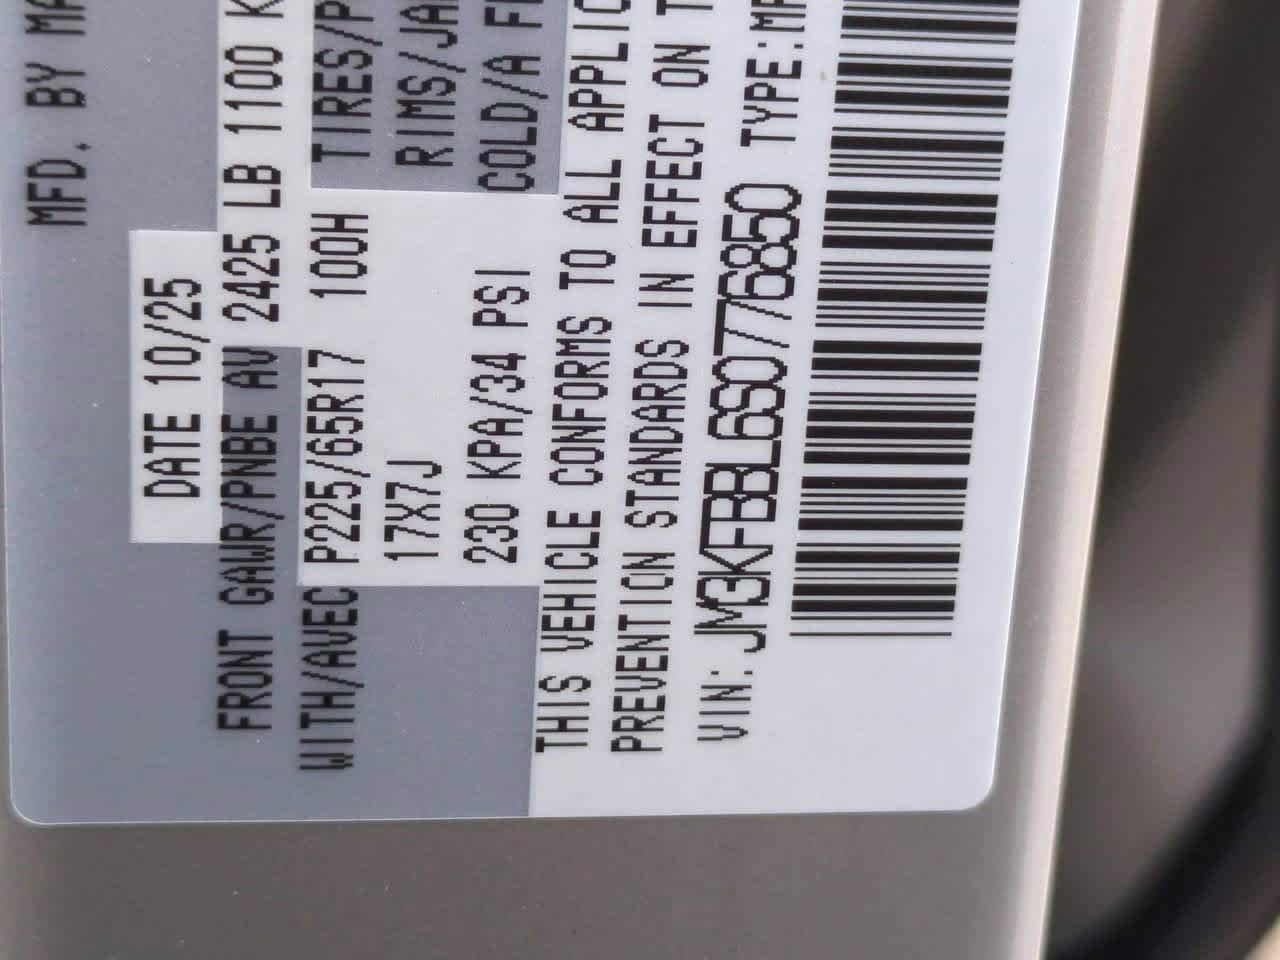 MFD. BY MA
DATE 10/25
FRONT GAWR/PNBE AV 2425 LB 1100 K
WITH/AVEC P225/65R17 100H TIRES/P
17X7J RIMS/JA
230 KPA/34 PSI COLD/A F
THIS VEHICLE CONFORMS TO ALL APPLIC
PREVENTION STANDARDS IN EFFECT ON T
VIN: JM3KFBBL6S0776850 TYPE:MP